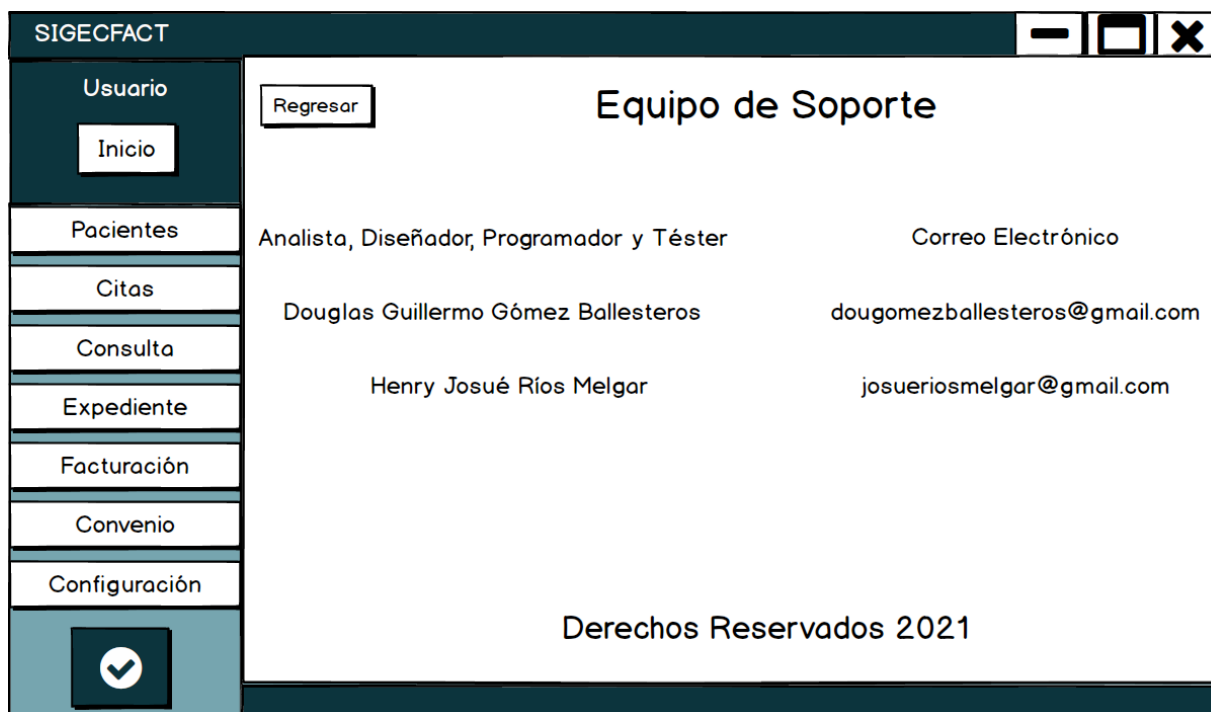 SIGECFACT
Usuario
Inicio
Pacientes
Citas
Consulta
Expediente
Facturación
Convenio
Configuración
Regresar
Equipo de Soporte
Analista, Diseñador, Programador y Téster
Correo Electrónico
Douglas Guillermo Gómez Ballesteros
dougomezballesteros@gmail.com
Henry Josué Ríos Melgar
josueriosmelgar@gmail.com
Derechos Reservados 2021